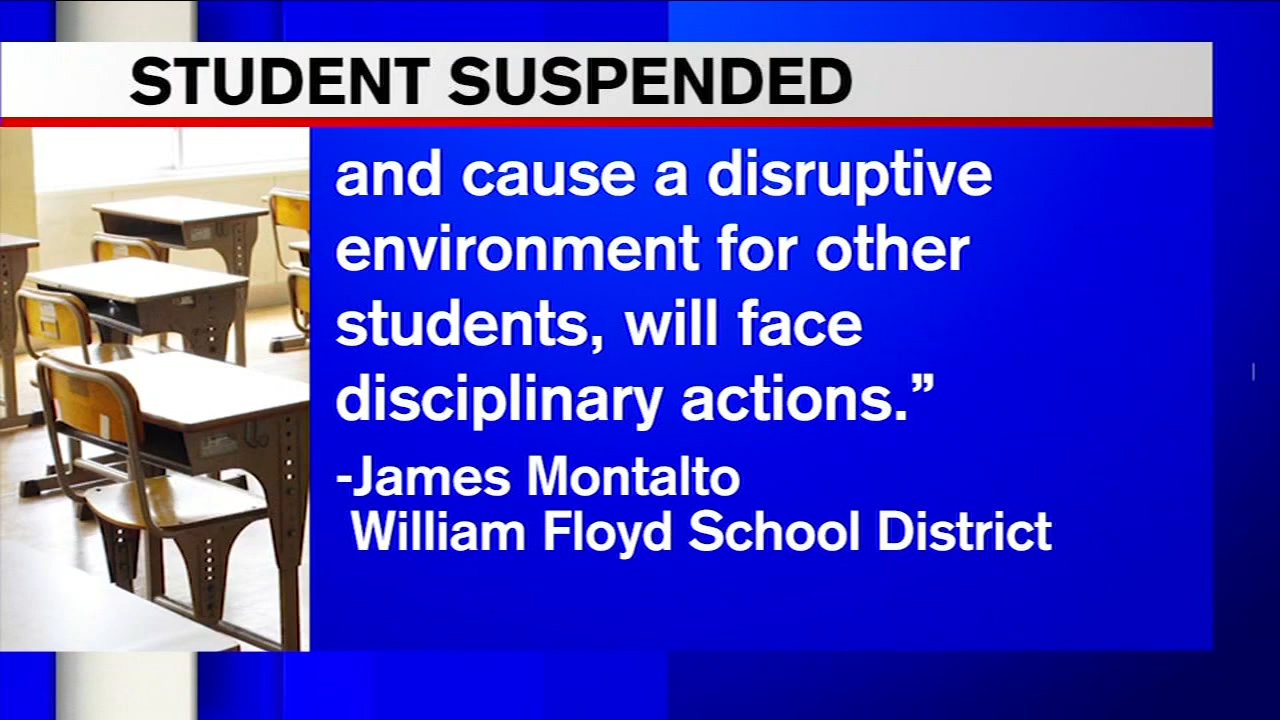 STUDENT SUSPENDED
and cause a disruptive
environment for other
students, will face
disciplinary actions.”
-James Montalto
William Floyd School District